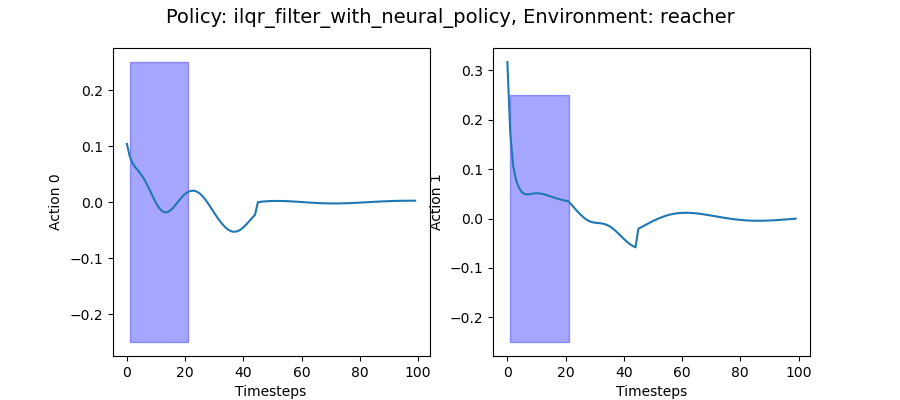 Policy: ilqr_filter_with_neural_policy, Environment: reacher
Action 0
0.2
0.1
0.0
−0.1
−0.2
0 20 40 60 80 100
Timesteps
Action 1
0.3
0.2
0.1
0.0
−0.1
−0.2
0 20 40 60 80 100
Timesteps